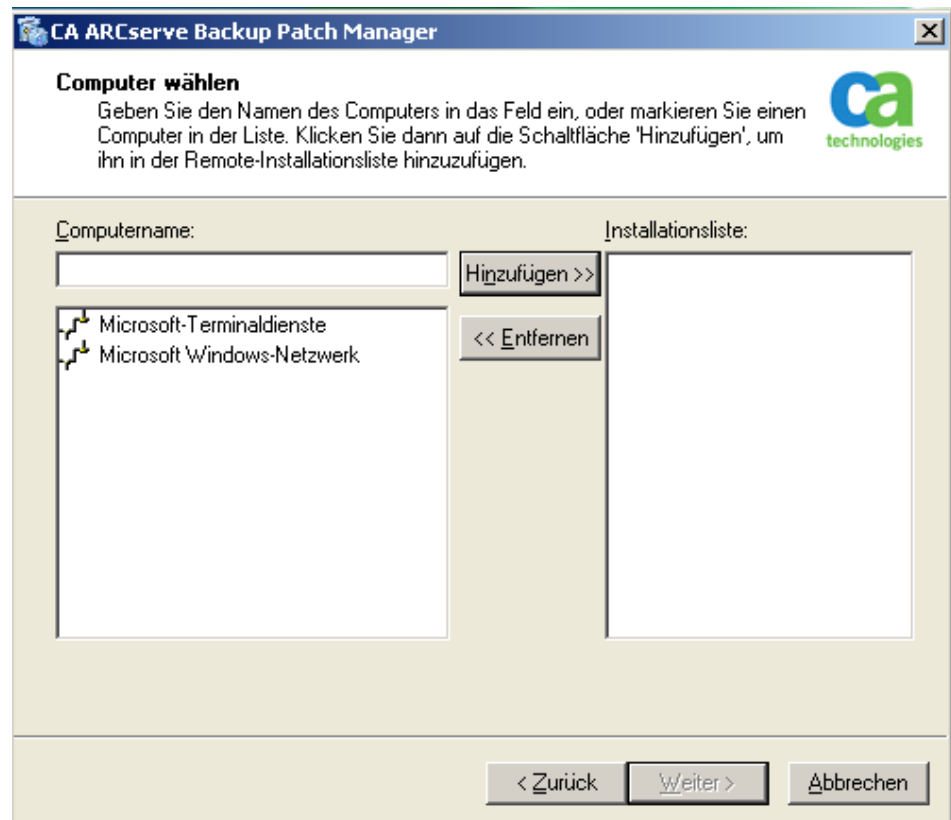 CA ARCserve Backup Patch Manager
Computer wählen
Geben Sie den Namen des Computers in das Feld ein, oder markieren Sie einen
Computer in der Liste. Klicken Sie dann auf die Schaltfläche 'Hinzufügen', um
ihn in der Remote-Installationsliste hinzuzufügen.
ca
technologies
Computername:
Installationsliste:
Hinzufügen >>
Microsoft-Terminaldienste
<< Entfernen
Microsoft Windows-Netzwerk
< Zurück
Weiter >
Abbrechen